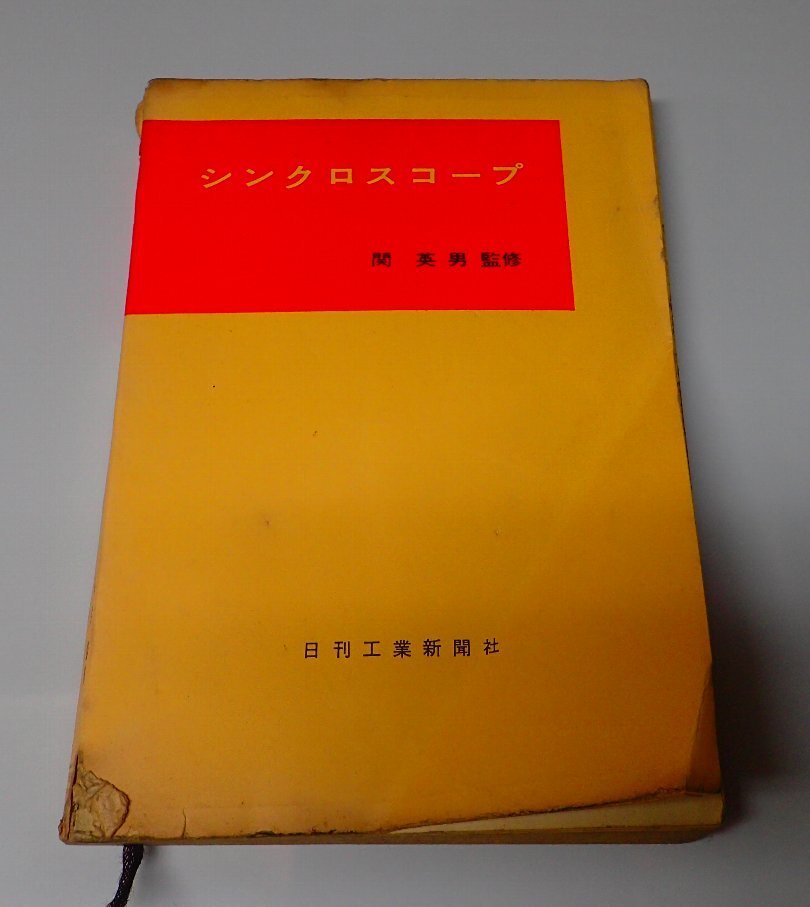 シンクロスコープ
関 英男 監修
日刊工業新聞社